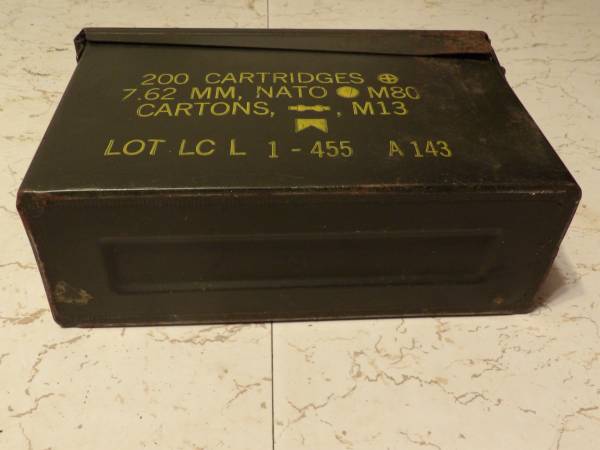 200 CARTRIDGES ⊕
7.62 MM, NATO M80
CARTONS, , M13
LOT LC L 1-455 A 143